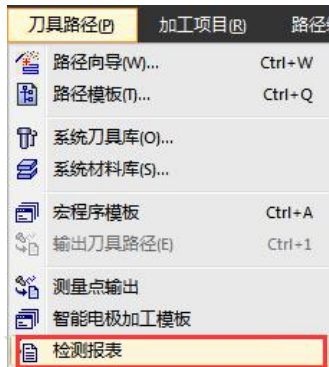 刀具路径(P) 加工项目(R) 路径
路径向导(W)... Ctrl+W
路径模板(T)... Ctrl+Q
系统刀具库(O)...
系统材料库(S)...
宏程序模板 Ctrl+A
输出刀具路径(E) Ctrl+1
测量点输出
智能电极加工模板
检测报表